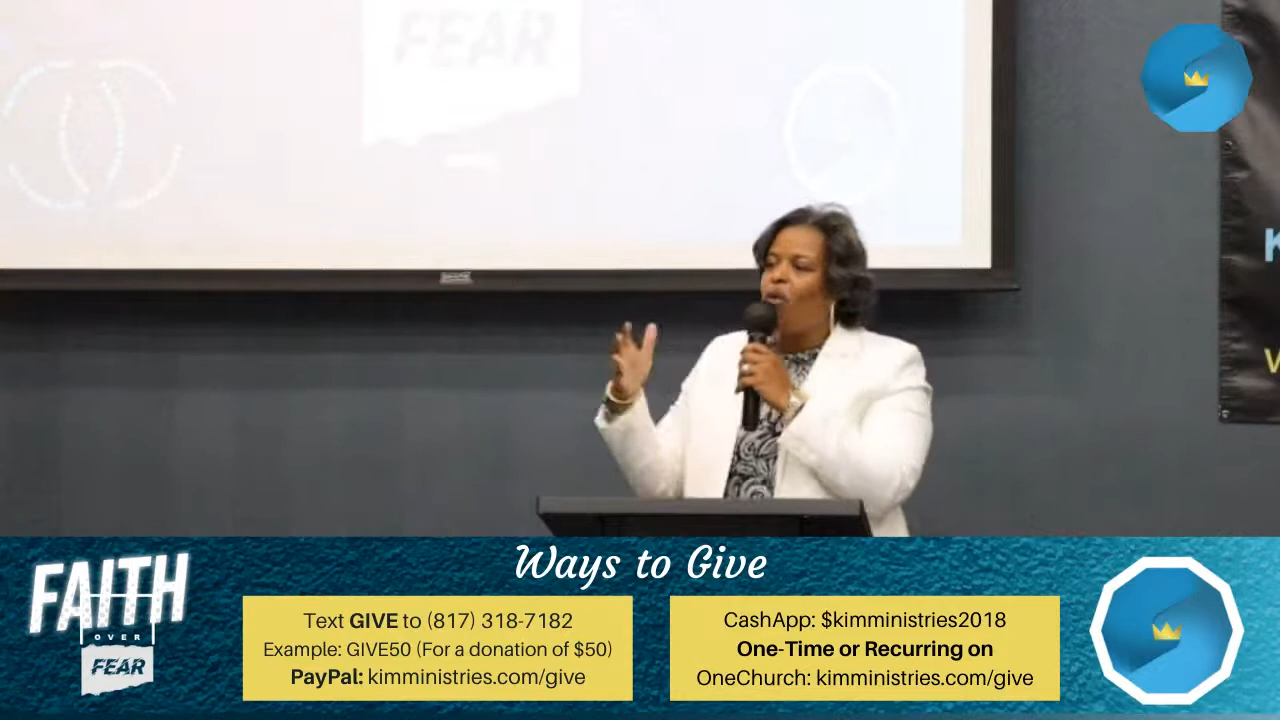 FEAR
K
V
FAITH
OVER
FEAR
Ways to Give
Text GIVE to (817) 318-7182
Example: GIVE50 (For a donation of $50)
PayPal: kimministries.com/give
CashApp: $kimministries2018
One-Time or Recurring on
OneChurch: kimministries.com/give